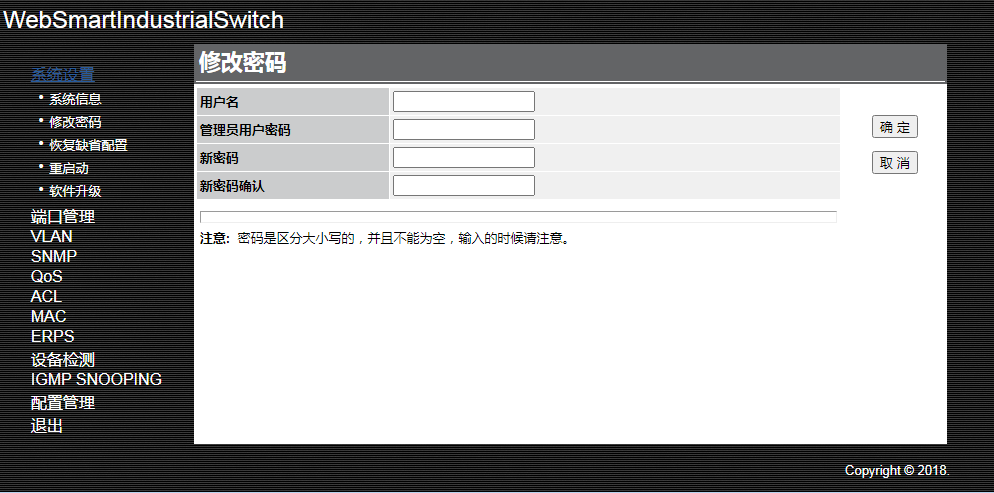 WebSmartIndustrialSwitch
系统设置
• 系统信息
• 修改密码
• 恢复缺省配置
• 重启动
• 软件升级
端口管理
VLAN
SNMP
QoS
ACL
MAC
ERPS
设备检测
IGMP SNOOPING
配置管理
退出
修改密码
用户名
管理员用户密码
新密码
新密码确认
确 定
取 消
注意: 密码是区分大小写的，并且不能为空，输入的时候请注意。
Copyright © 2018.